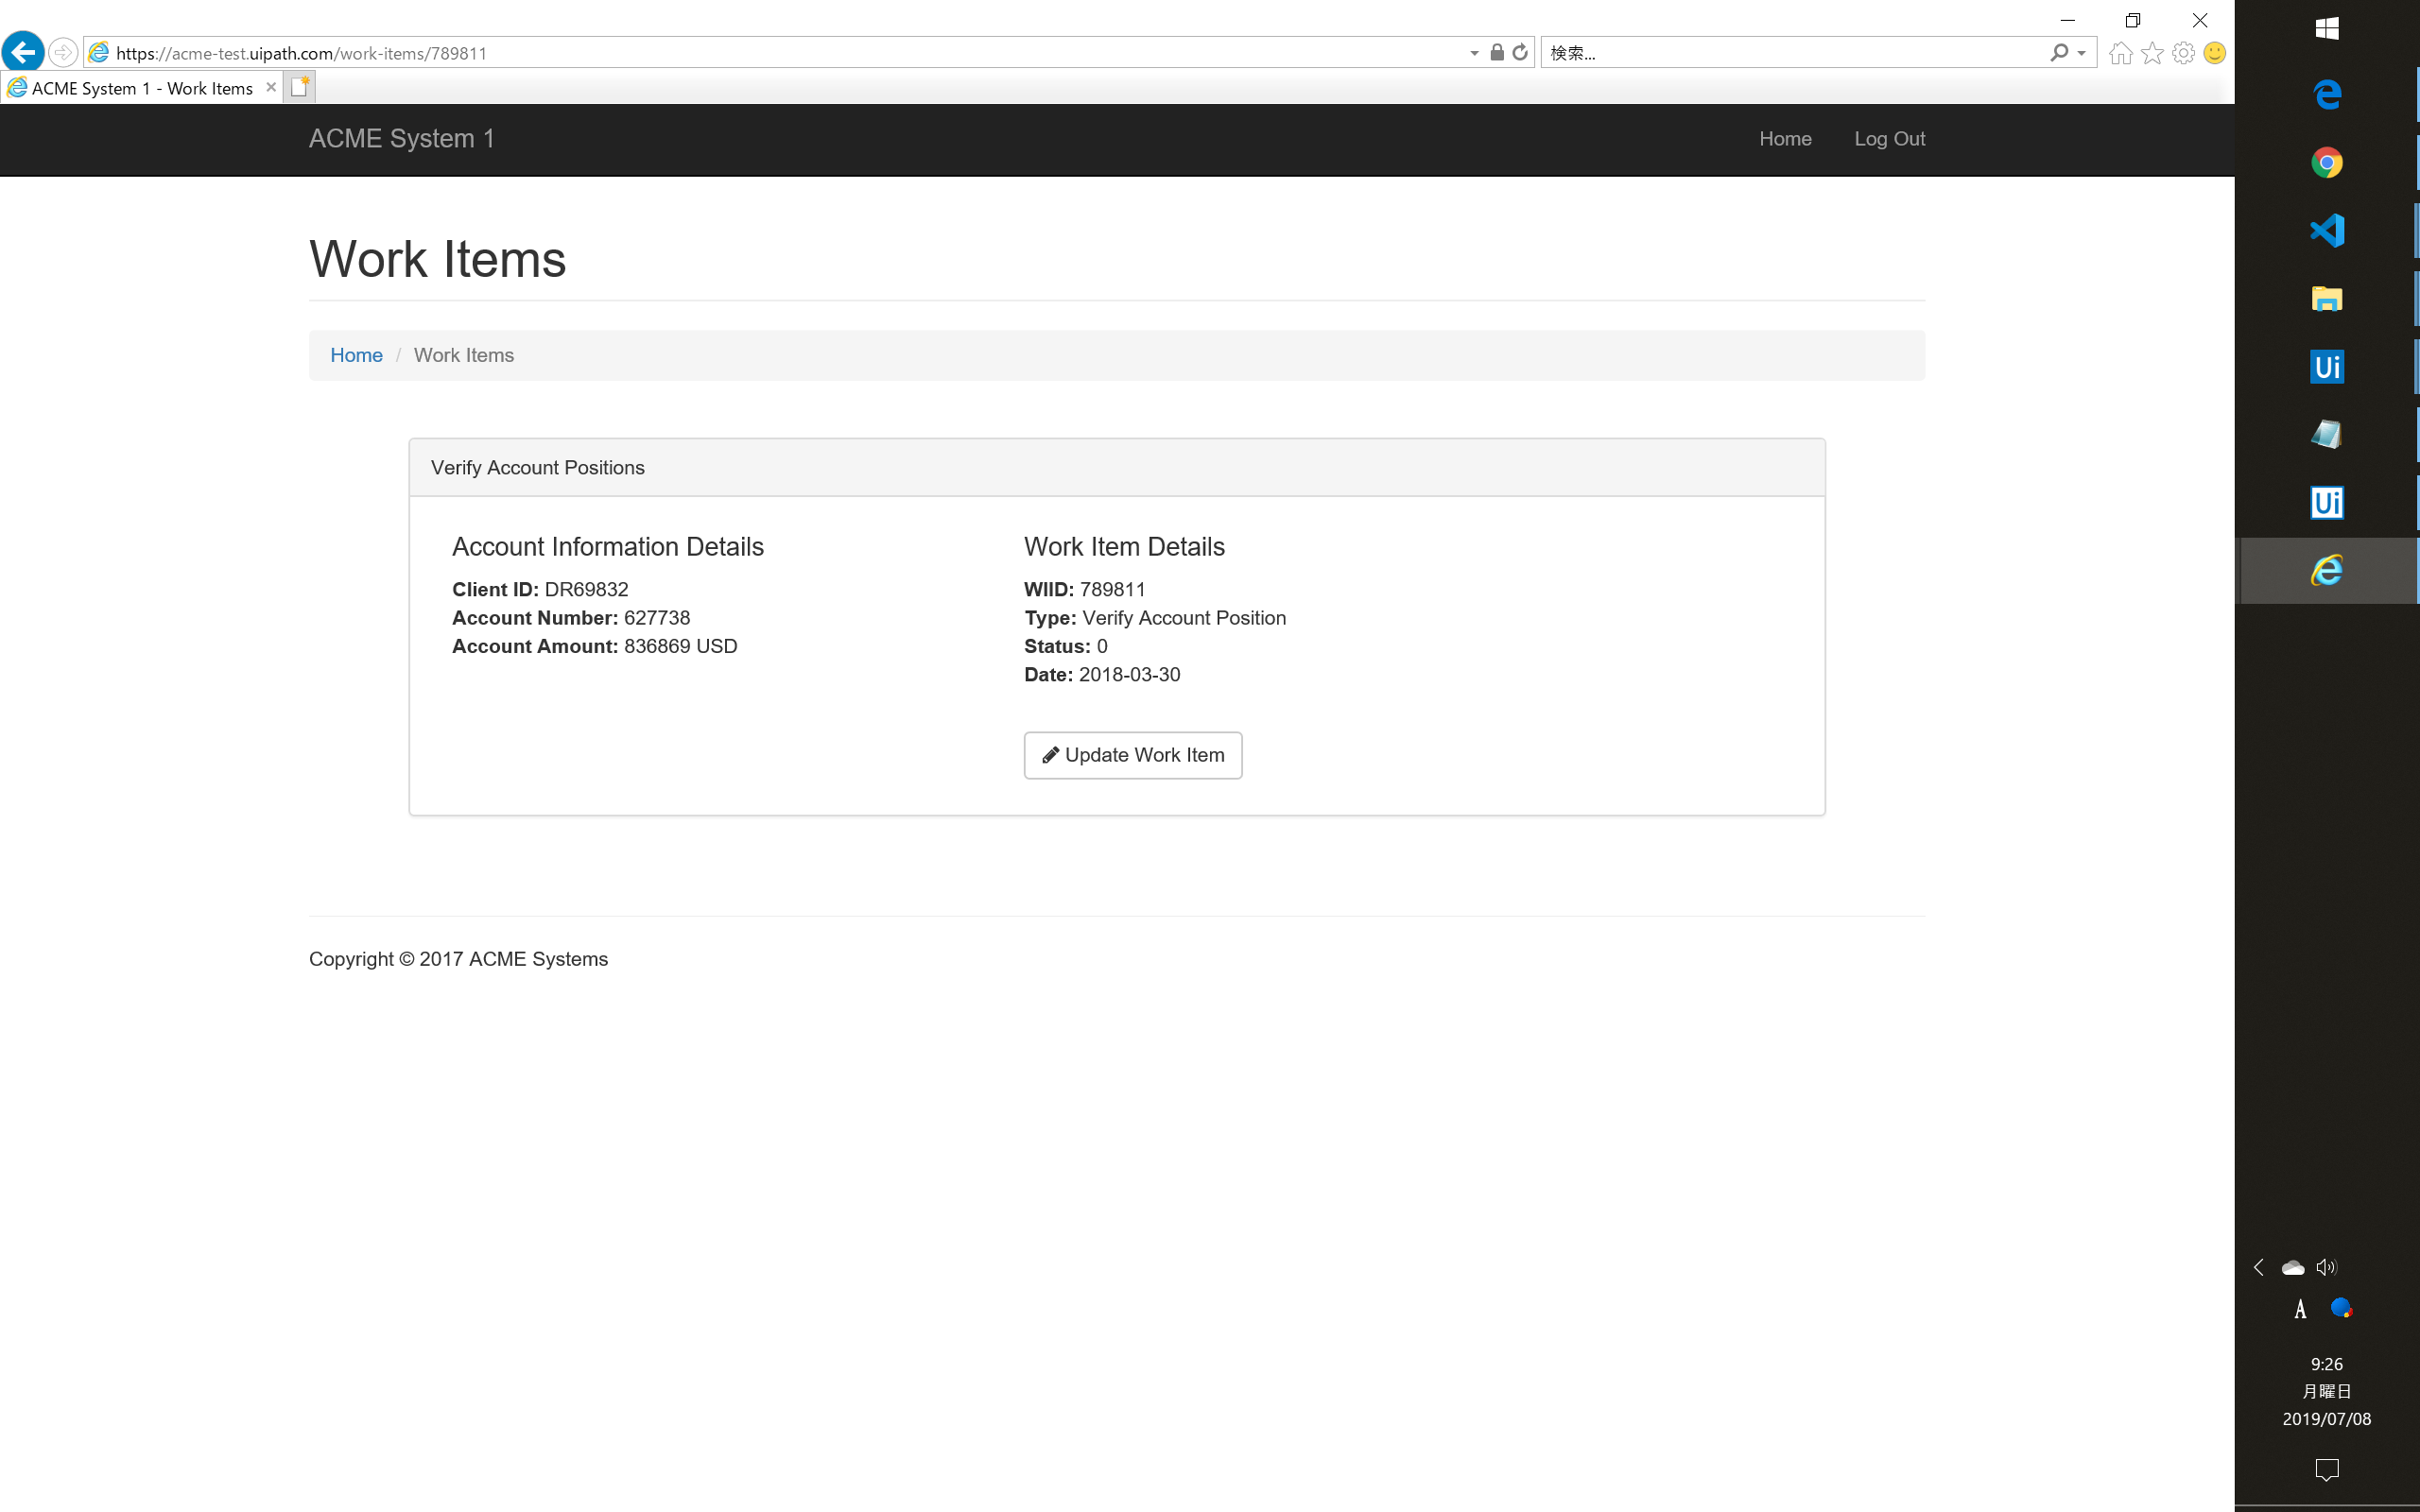 https://acme-test.uipath.com/work-items/789811
検索...
ACME System 1 - Work Items
ACME System 1
Home
Log Out
Work Items
Home / Work Items
Verify Account Positions
Account Information Details
Client ID: DR69832
Account Number: 627738
Account Amount: 836869 USD
Work Item Details
WIID: 789811
Type: Verify Account Position
Status: 0
Date: 2018-03-30
Update Work Item
Copyright © 2017 ACME Systems
Ui
Ui
A
9:26
月曜日
2019/07/08